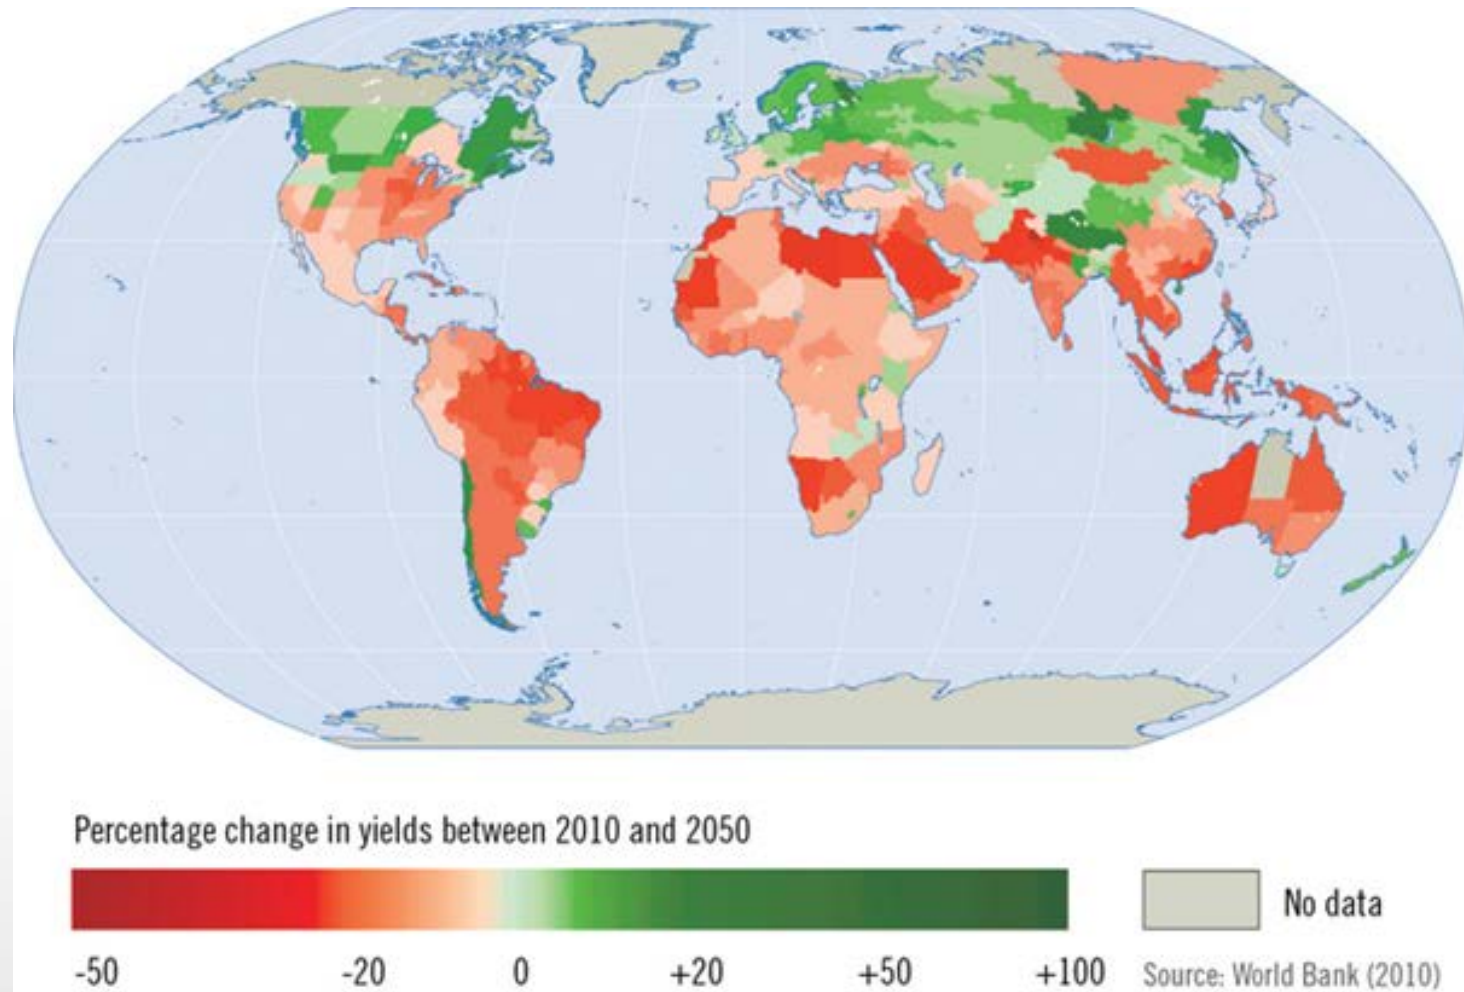 Percentage change in yields between 2010 and 2050
No data
-50 -20 0 +20 +50 +100
Source: World Bank (2010)